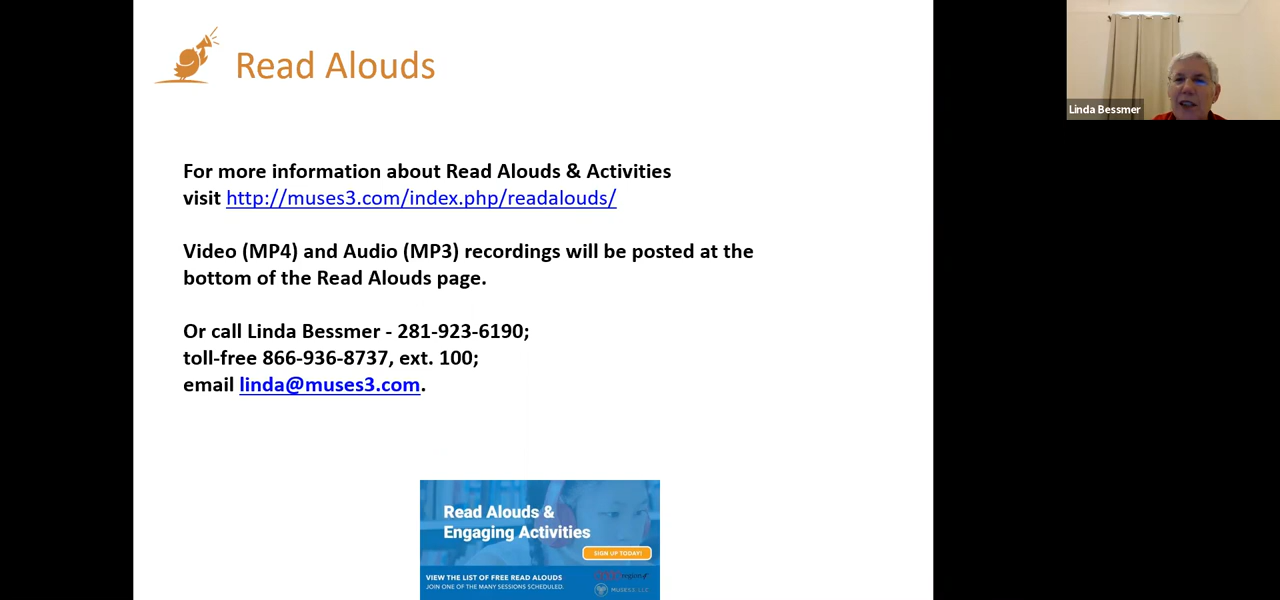 Read Alouds
Linda Bessmer
For more information about Read Alouds & Activities
visit http://muses3.com/index.php/readalouds/
Video (MP4) and Audio (MP3) recordings will be posted at the
bottom of the Read Alouds page.
Or call Linda Bessmer - 281-923-6190;
toll-free 866-936-8737, ext. 100;
email linda@muses3.com.
Read Alouds &
Engaging Activities
SIGN UP TODAY!
VIEW THE LIST OF FREE READ ALOUDS
JOIN ONE OF THE MANY SESSIONS SCHEDULED.